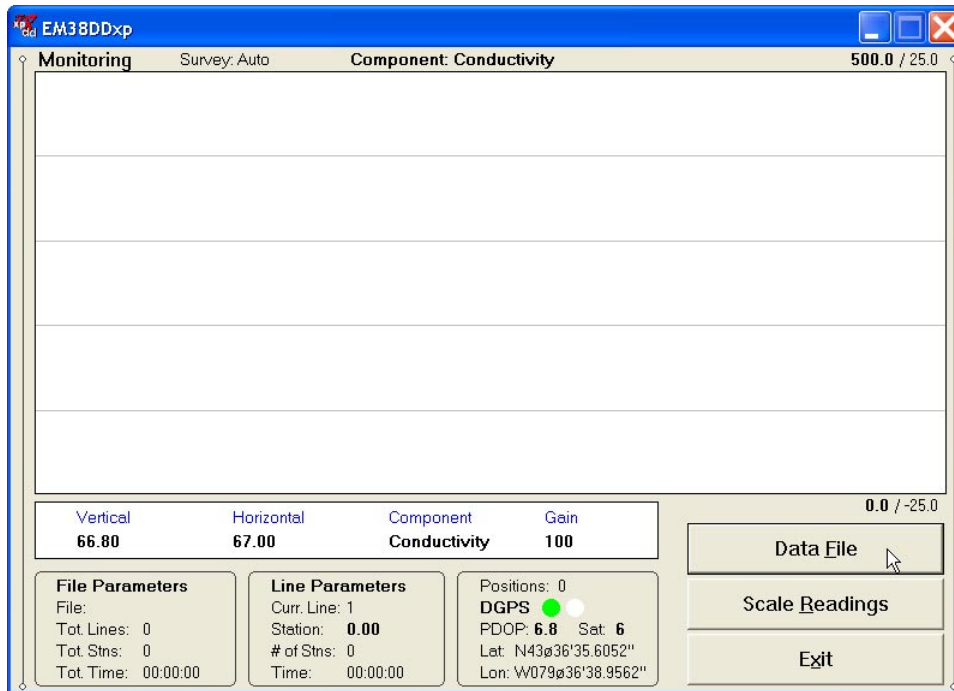 xp dd EM38DDxp
Monitoring Survey: Auto Component: Conductivity 500.0 / 25.0
0.0 / -25.0
Vertical Horizontal Component Gain
66.80 67.00 Conductivity 100
Data File
Scale Readings
Exit
File Parameters
File:
Tot. Lines: 0
Tot. Stns: 0
Tot. Time: 00:00:00
Line Parameters
Curr. Line: 1
Station: 0.00
# of Stns: 0
Time: 00:00:00
Positions: 0
DGPS
PDOP: 6.8 Sat: 6
Lat: N43ø36'35.6052"
Lon: W079ø36'38.9562"